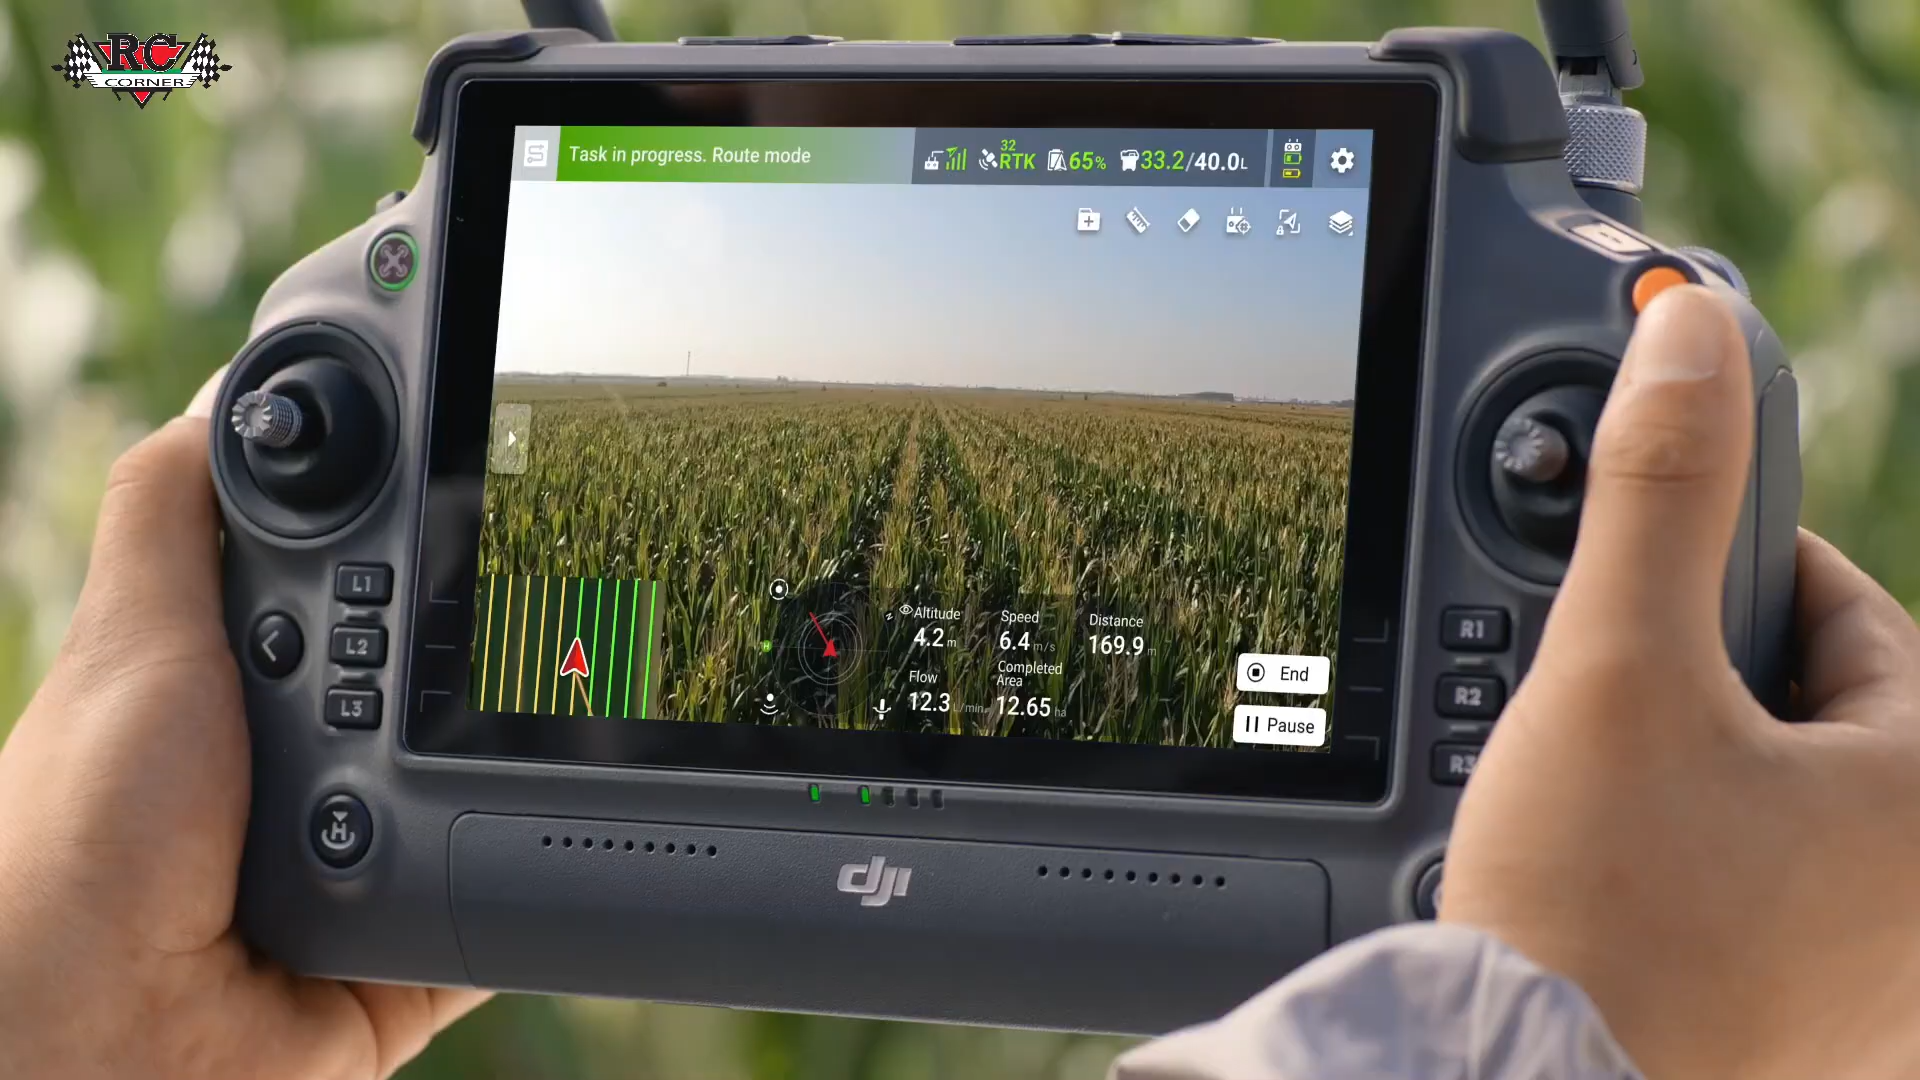 RC
CORNER
Task in progress. Route mode
32
RTK
65%
33.2/40.0L
Altitude
4.2 m
Speed
6.4 m/s
Distance
169.9 m
Flow
12.3 L/min
Completed
Area
12.65 ha
End
Pause
N
H
L1
L2
L3
R1
R2
R3
H
dji